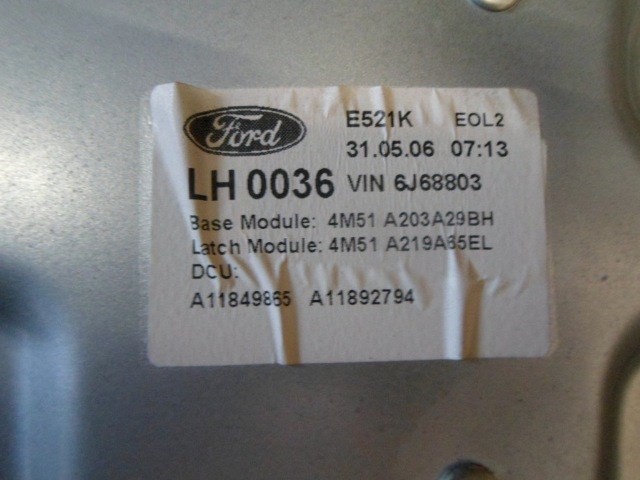 Ford
E521K EOL2
31.05.06 07:13
LH 0036 VIN 6J68803
Base Module: 4M51 A203A29BH
Latch Module: 4M51 A219A65EL
DCU:
A11849865 A11892794